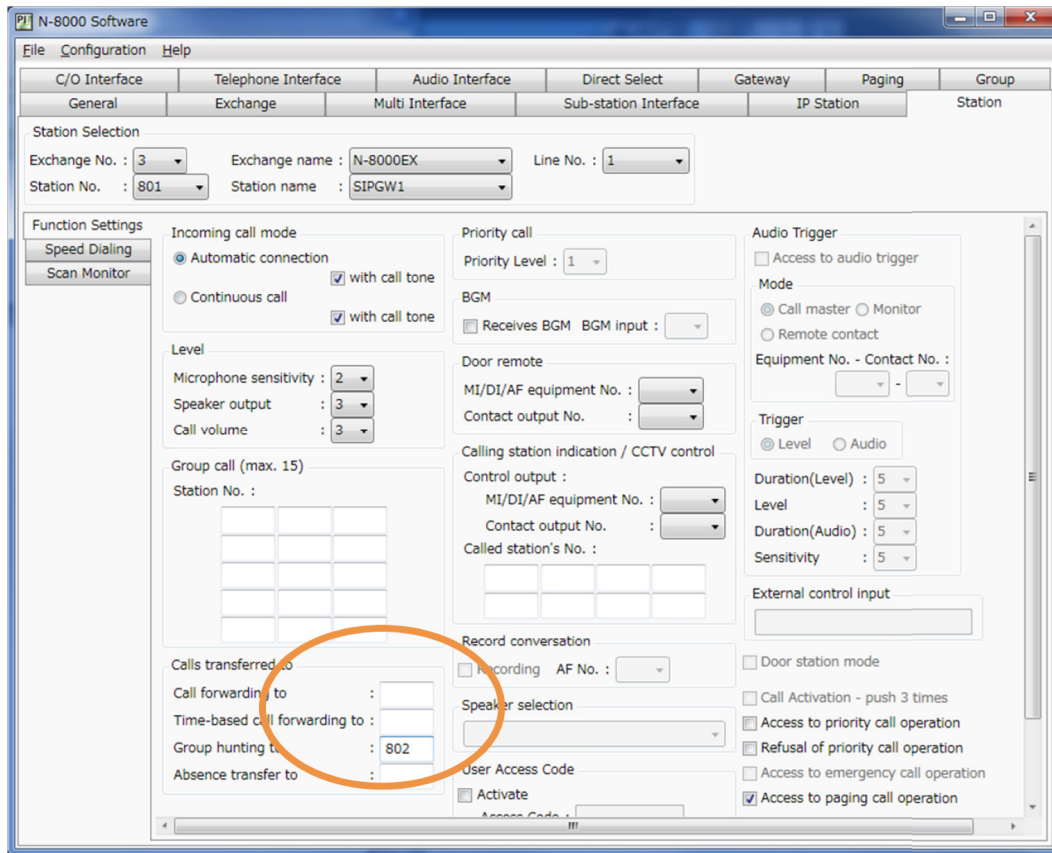 N-8000 Software
File Configuration Help
C/O Interface Telephone Interface Audio Interface Direct Select Gateway Paging Group
General Exchange Multi Interface Sub-station Interface IP Station Station
Station Selection
Exchange No. : 3 Exchange name : N-8000EX Line No. : 1
Station No. : 801 Station name : SIPGW1
Function Settings
Speed Dialing
Scan Monitor
Incoming call mode
Automatic connection
with call tone
Continuous call
with call tone
Level
Microphone sensitivity : 2
Speaker output : 3
Call volume : 3
Group call (max. 15)
Station No. :
Calls transferred to
Call forwarding to :
Time-based call forwarding to :
Group hunting to : 802
Absence transfer to :
Priority call
Priority Level : 1
BGM
Receives BGM BGM input :
Door remote
MI/DI/AF equipment No. :
Contact output No. :
Calling station indication / CCTV control
Control output :
MI/DI/AF equipment No. :
Contact output No. :
Called station's No. :
Record conversation
Recording AF No. :
Speaker selection
User Access Code
Activate
Access Code :
Audio Trigger
Access to audio trigger
Mode
Call master Monitor
Remote contact
Equipment No. - Contact No. :
-
Trigger
Level Audio
Duration(Level) : 5
Level : 5
Duration(Audio) : 5
Sensitivity : 5
External control input
Door station mode
Call Activation - push 3 times
Access to priority call operation
Refusal of priority call operation
Access to emergency call operation
Access to paging call operation